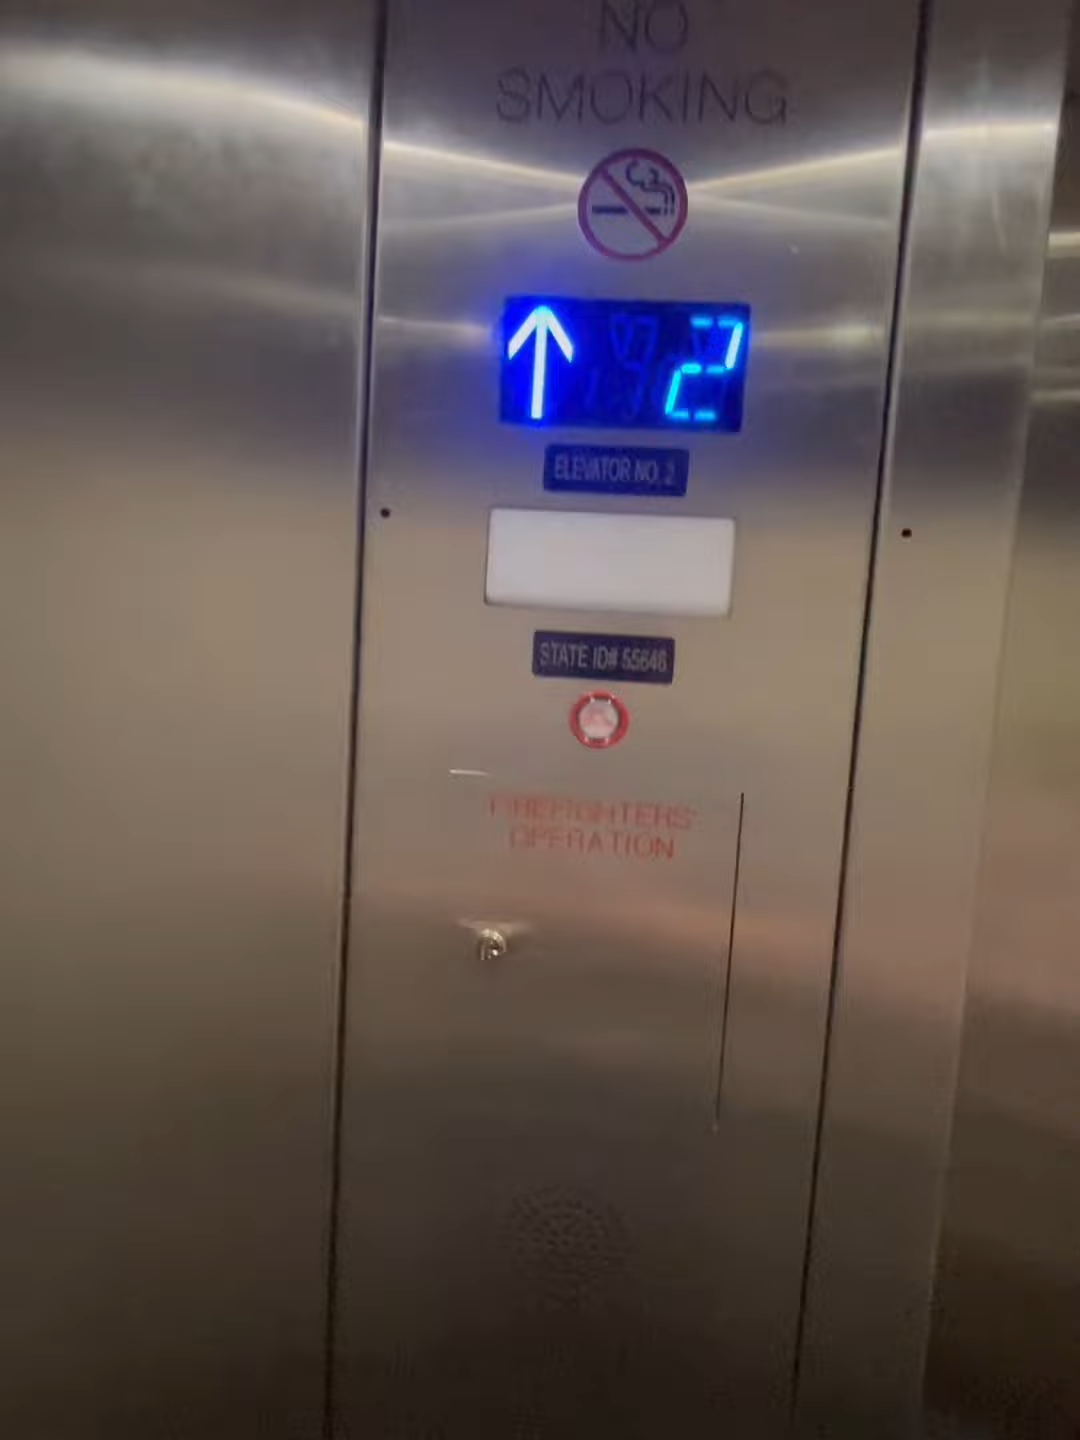 NO
SMOKING
2
ELEVATOR NO. 2
STATE ID# 55646
FIREFIGHTERS'
OPERATION